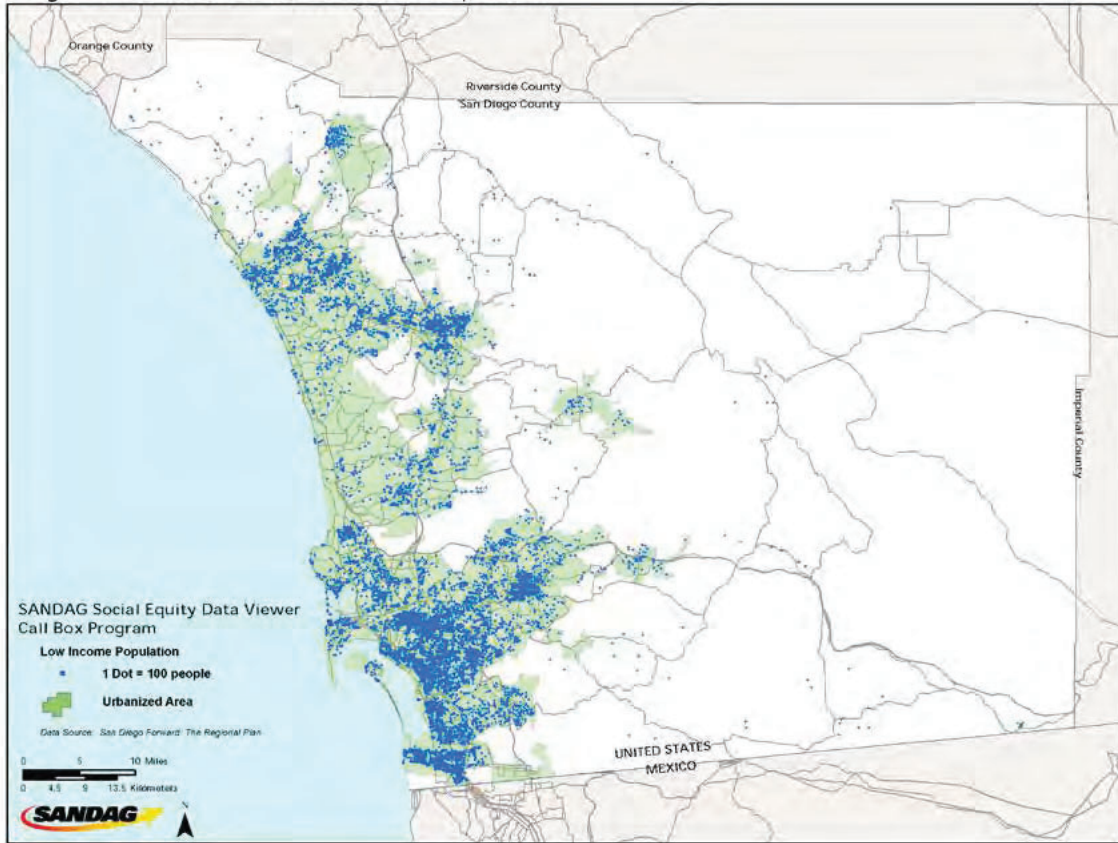 Orange County
Riverside County
San Diego County
Imperial County
SANDAG Social Equity Data Viewer
Call Box Program
Low Income Population
1 Dot = 100 people
Urbanized Area
Data Source: San Diego Forward: The Regional Plan
0 5 10 Miles
0 4.5 9 13.5 Kilometers
UNITED STATES
MEXICO
SANDAG
N